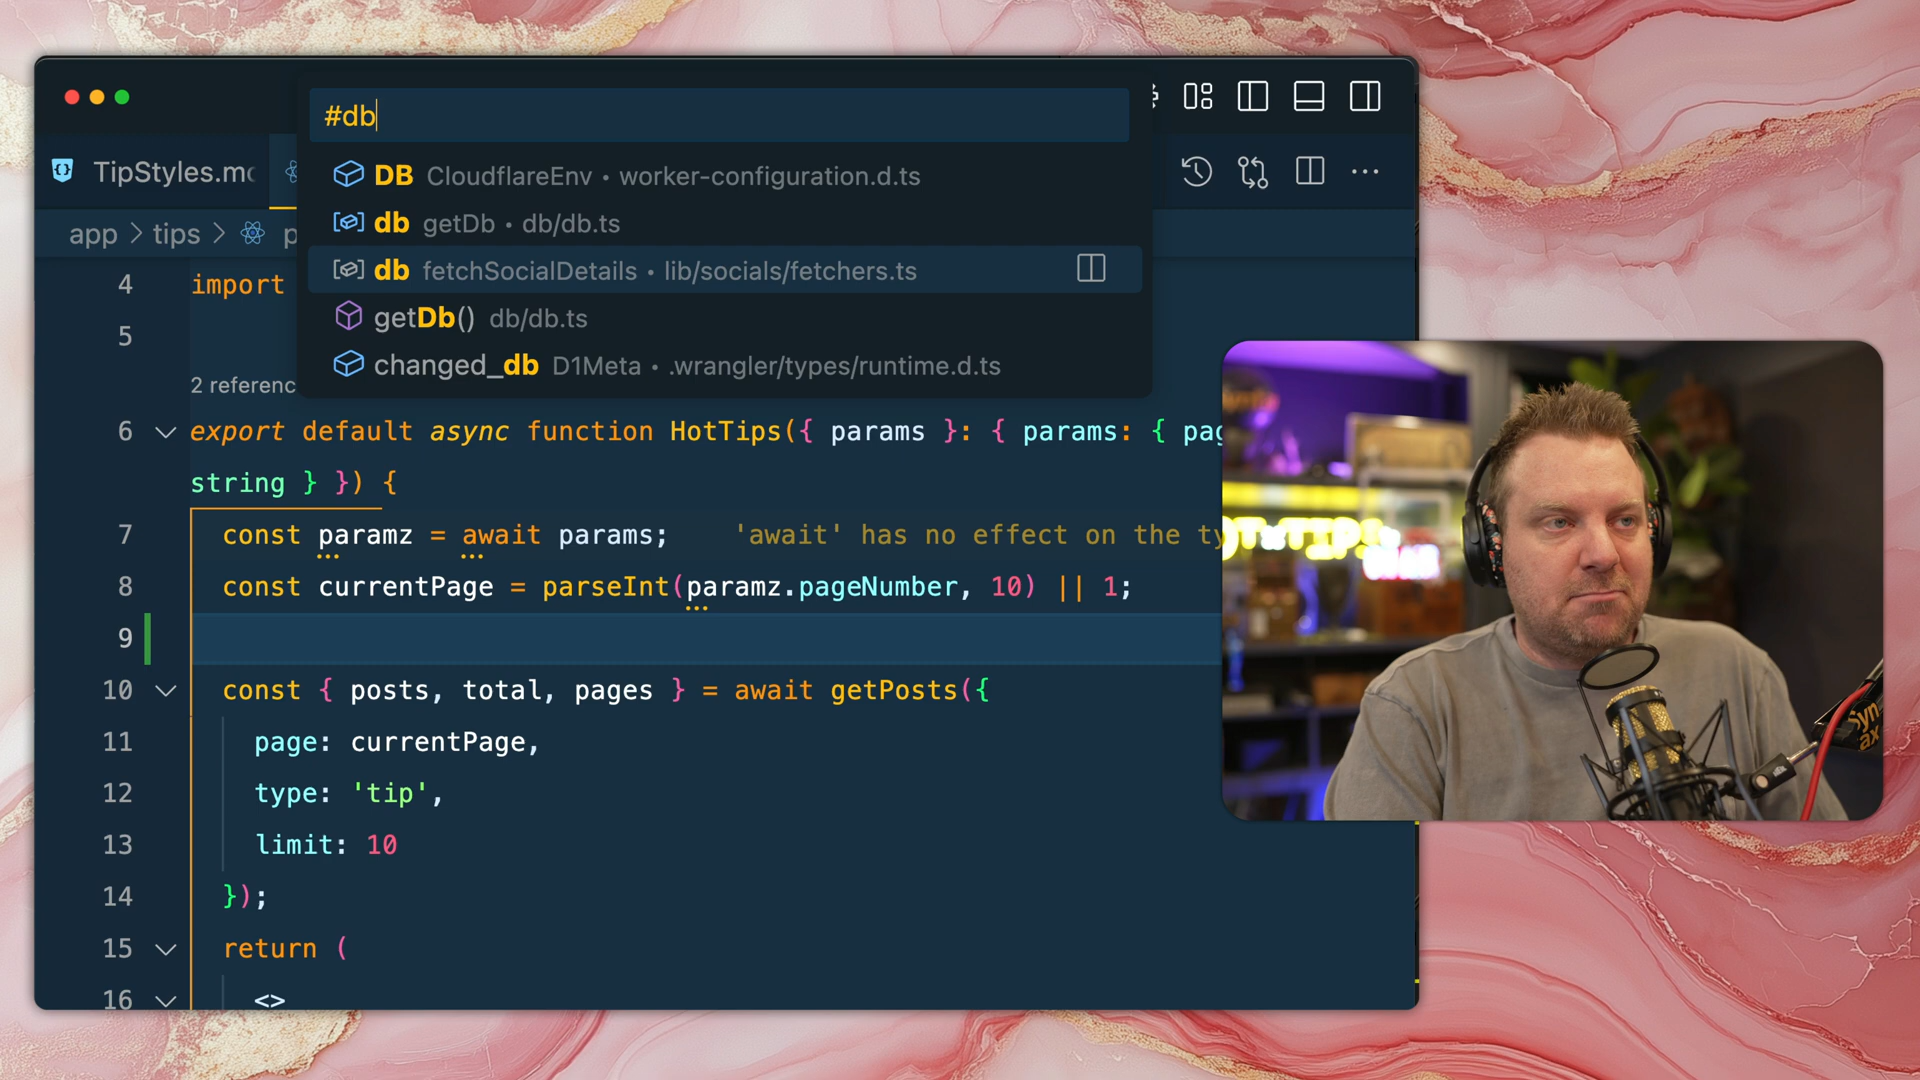 #db
DB CloudflareEnv • worker-configuration.d.ts
TipStyles.mo
db getDb • db/db.ts
app > tips >
db fetchSocialDetails • lib/socials/fetchers.ts
getDb() db/db.ts
changed_db D1Meta • .wrangler/types/runtime.d.ts
4 import
5
2 referenc
6 export default async function HotTips({ params }: { params: { pag
string } }) {
7 const paramz = await params; 'await' has no effect on the ty
8 const currentPage = parseInt(paramz.pageNumber, 10) || 1;
9
10 const { posts, total, pages } = await getPosts({
11 page: currentPage,
12 type: 'tip',
13 limit: 10
14 });
15 return (
16 <>
Syn
ax